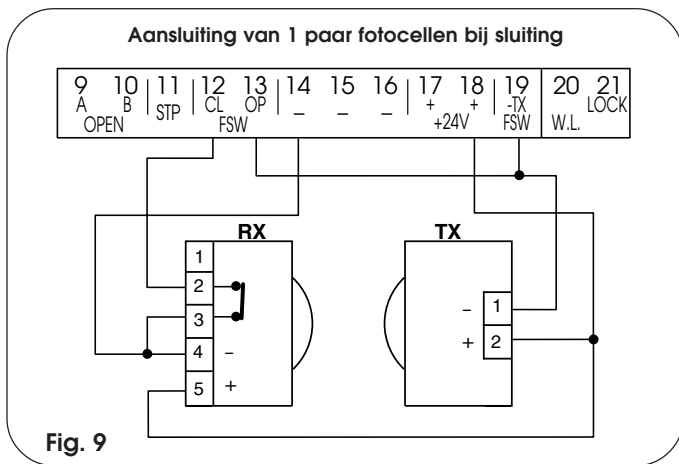 Aansluiting van 1 paar fotocellen bij sluiting
9 10 11 12 13 14 15 16 17 18 19 20 21
A B STP CL OP – – – + + -TX LOCK
OPEN FSW +24V FSW W.L.
RX TX
1
2
3
4 –
5 +
– 1
+ 2
Fig. 9